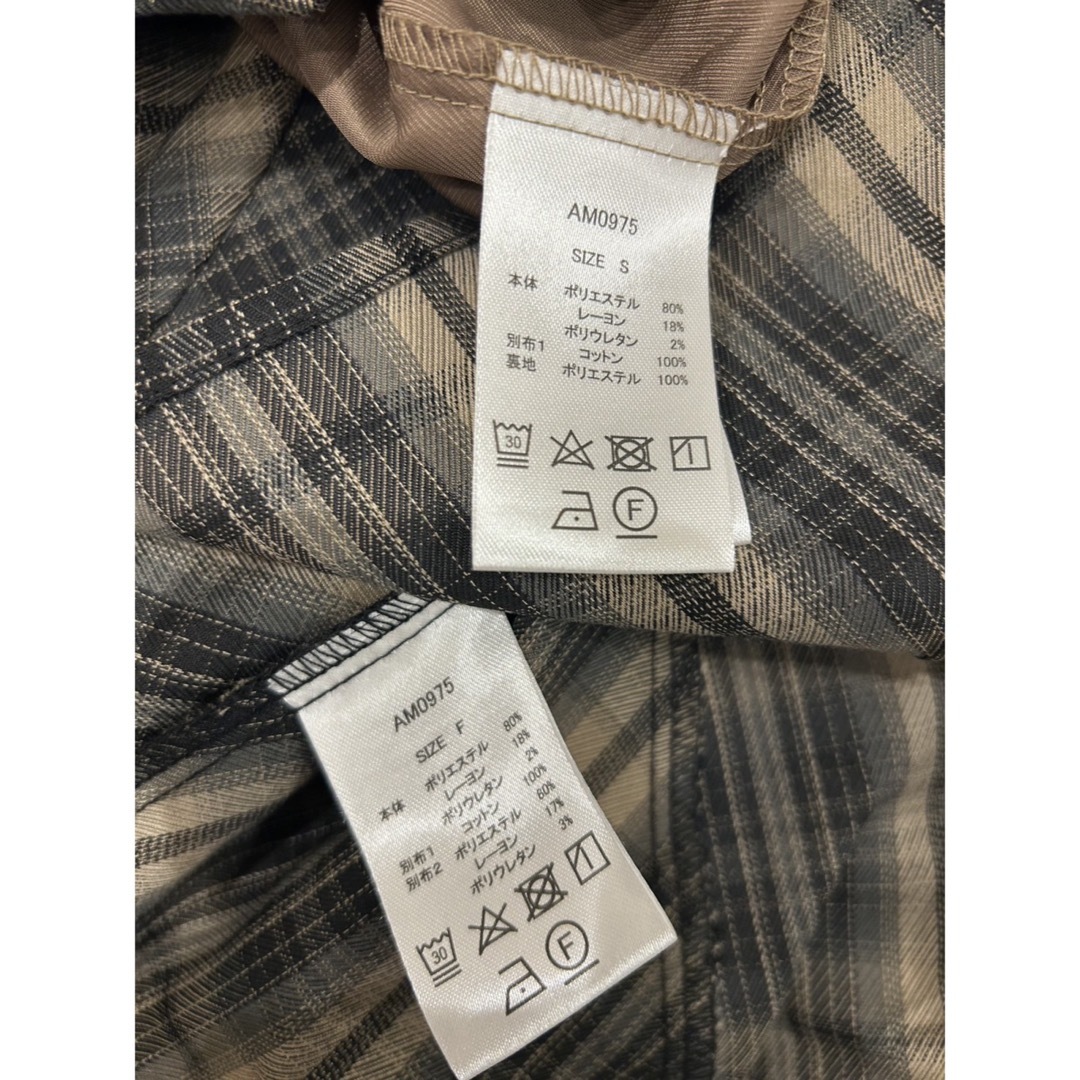 AM0975
SIZE S
本体 ポリエステル 80%
レーヨン 18%
ポリウレタン 2%
別布1 コットン 100%
裏地 ポリエステル 100%
30
F
AM0975
SIZE F
本体 ポリエステル 80%
レーヨン 18%
ポリウレタン 2%
別布1 コットン 100%
別布2 ポリエステル 60%
レーヨン 17%
ポリウレタン 3%
30
F